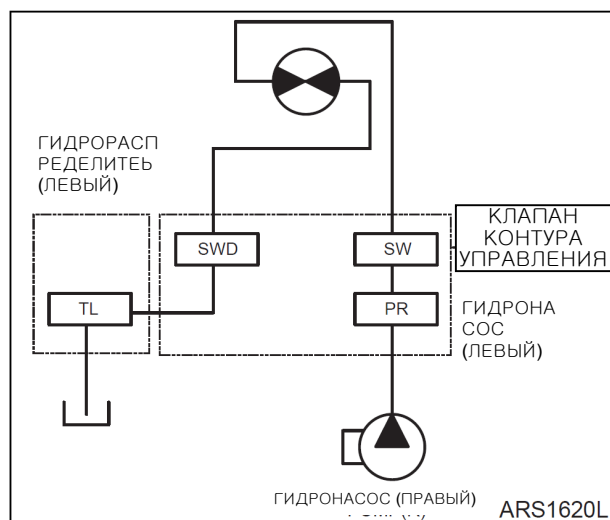 ГИДРОРАСП
РЕДЕЛИТЕЬ
(ЛЕВЫЙ)
SWD
SW
КЛАПАН
КОНТУРА
УПРАВЛЕНИЯ
TL
PR
ГИДРОНА
СОС
(ЛЕВЫЙ)
ГИДРОНАСОС (ПРАВЫЙ)
ARS1620L